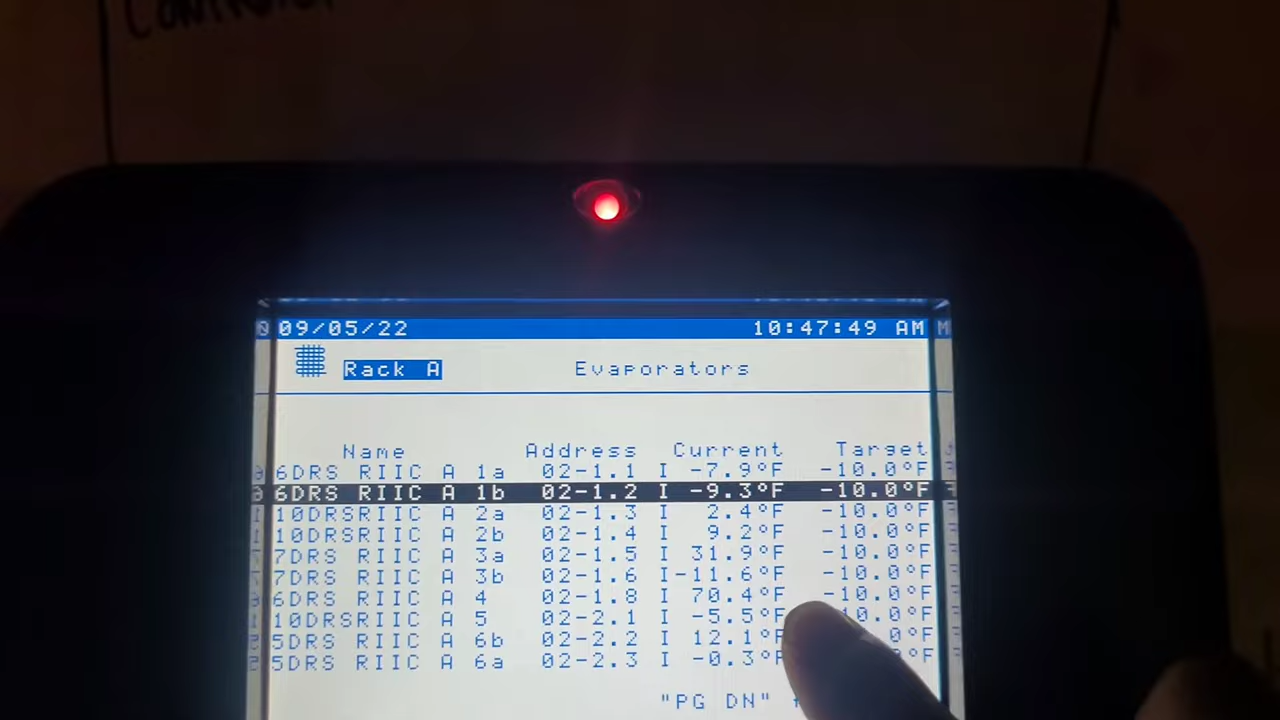 Controller
09/05/22 10:47:49 AM
Rack A Evaporators
Name Address Current Target
6DRS RIIC A 1a 02-1.1 I -7.9°F -10.0°F
6DRS RIIC A 1b 02-1.2 I -9.3°F -10.0°F
10DRSRIIC A 2a 02-1.3 I 2.4°F -10.0°F
10DRSRIIC A 2b 02-1.4 I 9.2°F -10.0°F
7DRS RIIC A 3a 02-1.5 I 31.9°F -10.0°F
7DRS RIIC A 3b 02-1.6 I-11.6°F -10.0°F
6DRS RIIC A 4 02-1.8 I 70.4°F -10.0°F
10DRSRIIC A 5 02-2.1 I -5.5°F 10.0°F
5DRS RIIC A 6b 02-2.2 I 12.1°F 0°F
5DRS RIIC A 6a 02-2.3 I -0.3°F °F
"PG DN"